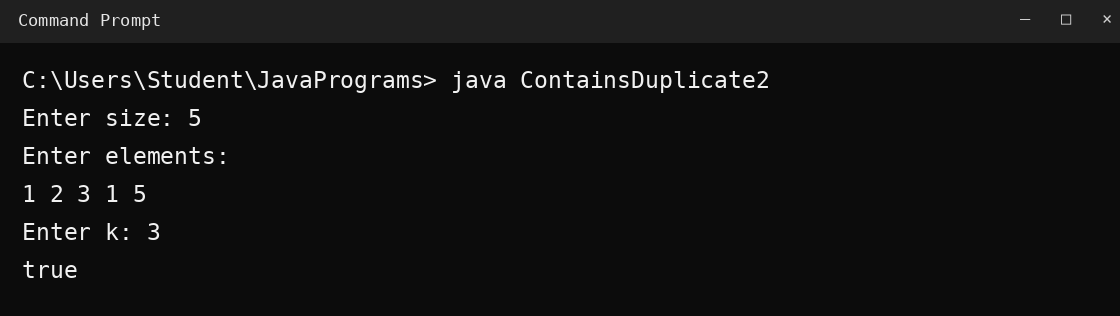 Command Prompt
C:\Users\Student\JavaPrograms> java ContainsDuplicate2
Enter size: 5
Enter elements:
1 2 3 1 5
Enter k: 3
true